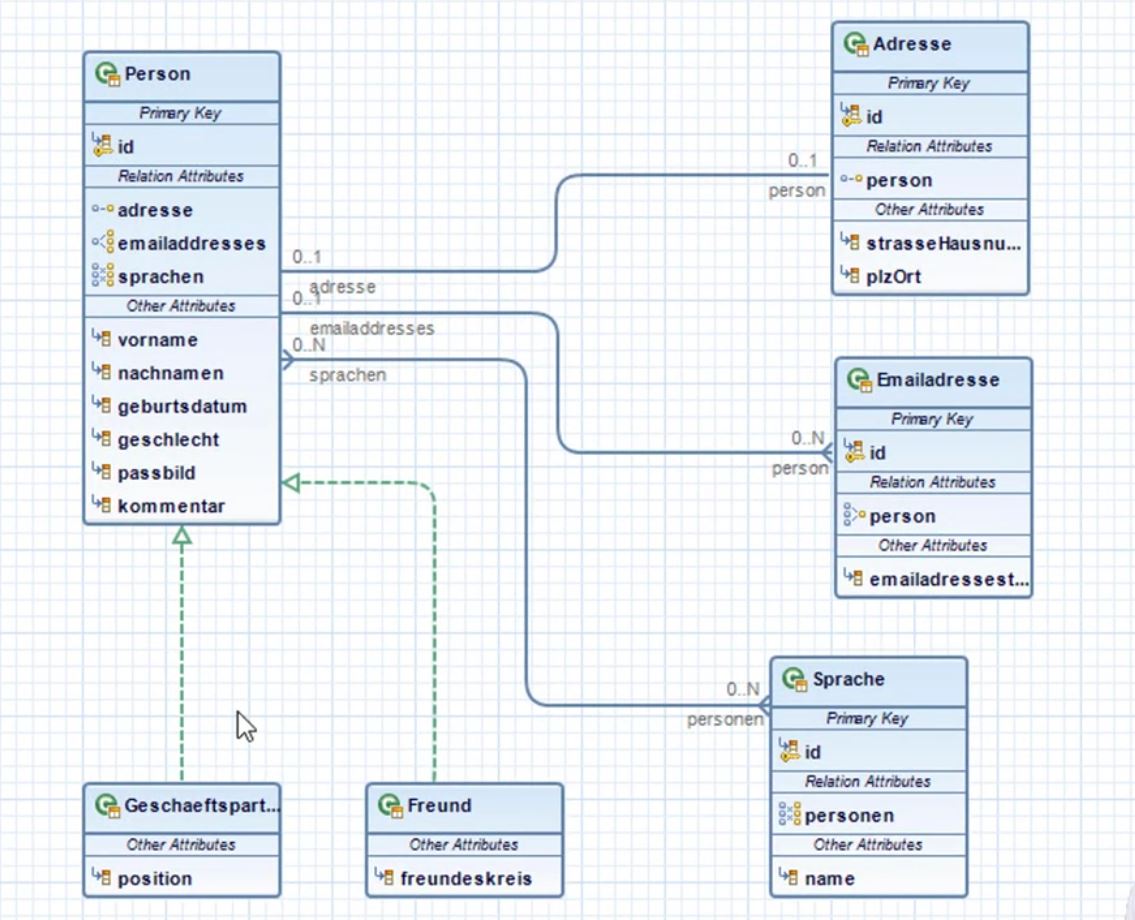 Person
Primary Key
id
Relation Attributes
adresse
emailaddresses
sprachen
Other Attributes
vorname
nachnamen
geburtsdatum
geschlecht
passbild
kommentar
0..1
adresse
0..1
emailaddresses
0..N
sprachen
0..1
person
Adresse
Primary Key
id
Relation Attributes
person
Other Attributes
strasseHausnu...
plzOrt
0..N
person
Emailadresse
Primary Key
id
Relation Attributes
person
Other Attributes
emailadressest...
0..N
personen
Sprache
Primary Key
id
Relation Attributes
personen
Other Attributes
name
Geschaeftspart...
Other Attributes
position
Freund
Other Attributes
freundeskreis